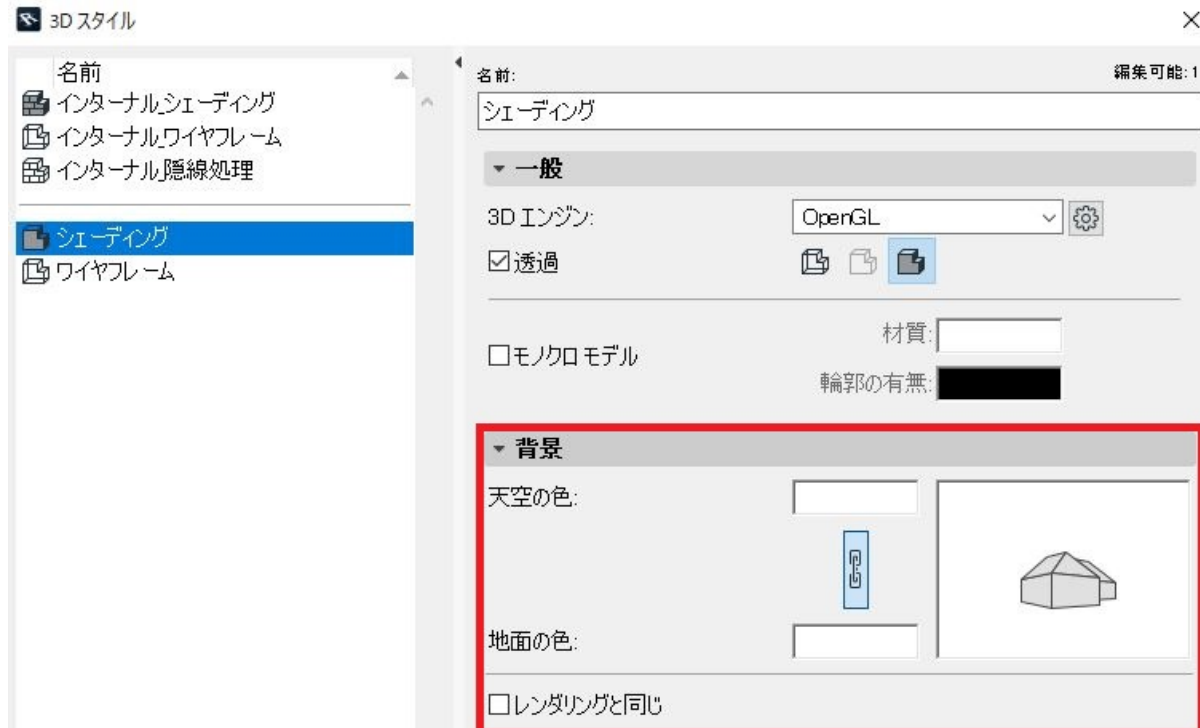 3D スタイル
名前
インターナル_シェーディング
インターナル_ワイヤフレーム
インターナル_隠線処理
シェーディング
ワイヤフレーム
名前:
編集可能:1
シェーディング
一般
3D エンジン:
OpenGL
透過
モノクロ モデル
材質:
輪郭の有無:
背景
天空の色:
地面の色:
レンダリングと同じ